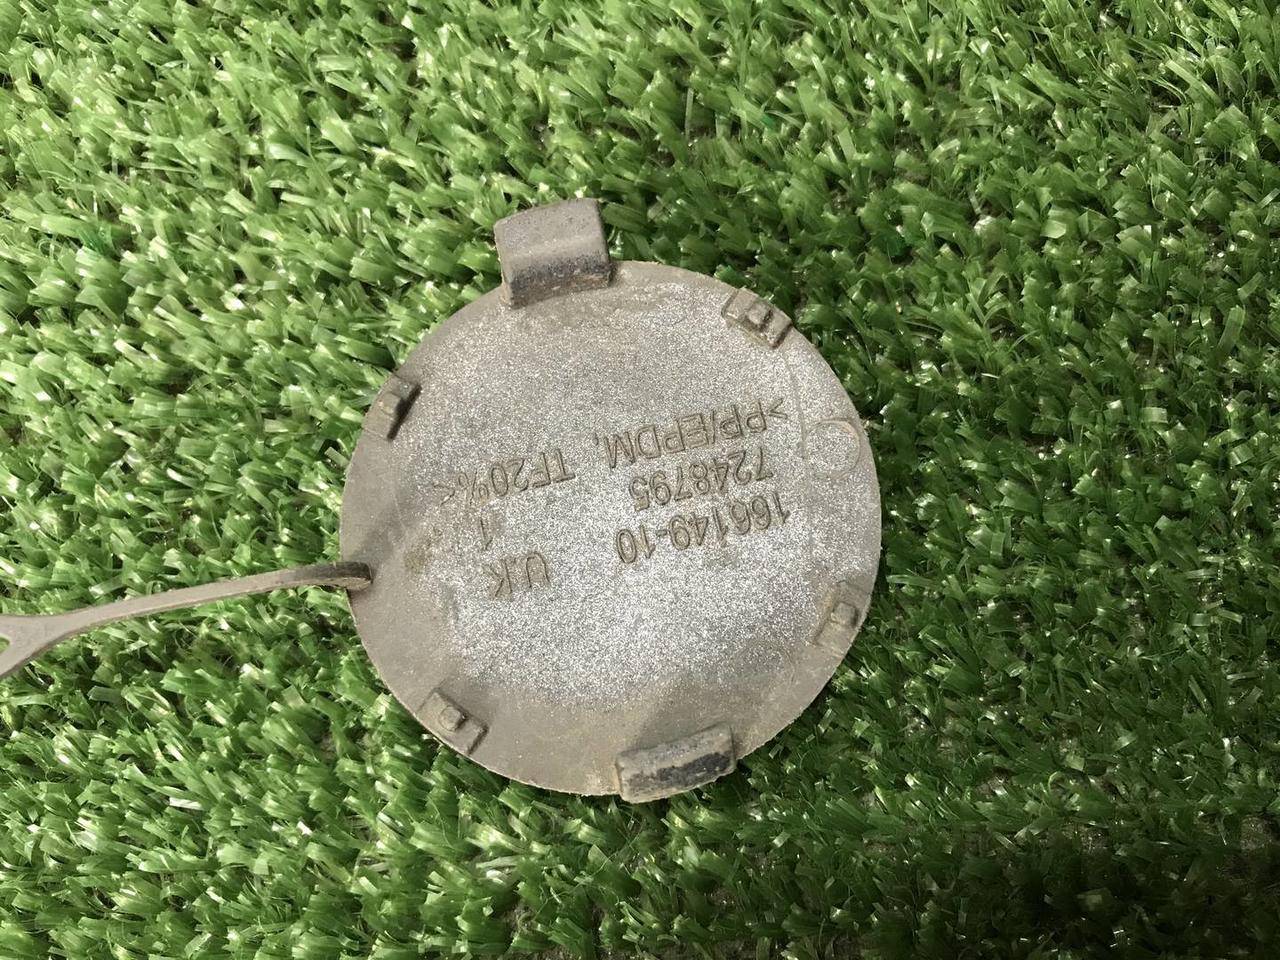 166149-10 U.K
7248795 1
>PP/EPDM, TF20%<